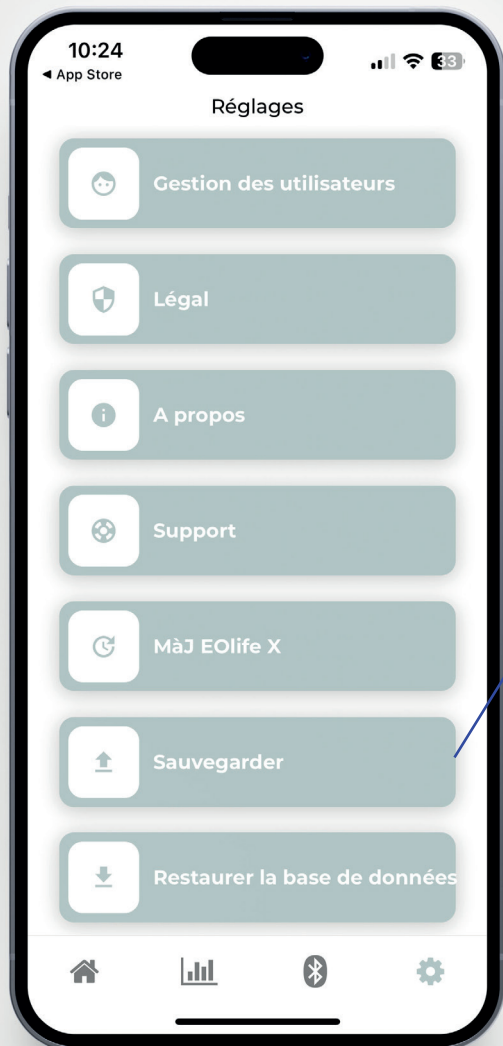 10:24
◀ App Store
33
Réglages
Gestion des utilisateurs
Légal
A propos
Support
MàJ EOlife X
Sauvegarder
Restaurer la base de données